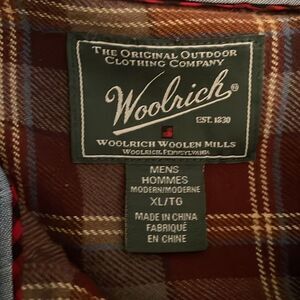 THE ORIGINAL OUTDOOR
CLOTHING COMPANY
Woolrich®
EST. 1830
WOOLRICH WOOLEN MILLS
WOOLRICH, PENNSYLVANIA
MENS
HOMMES
MODERN/MODERNE
XL/TG
MADE IN CHINA
FABRIQUÉ
EN CHINE